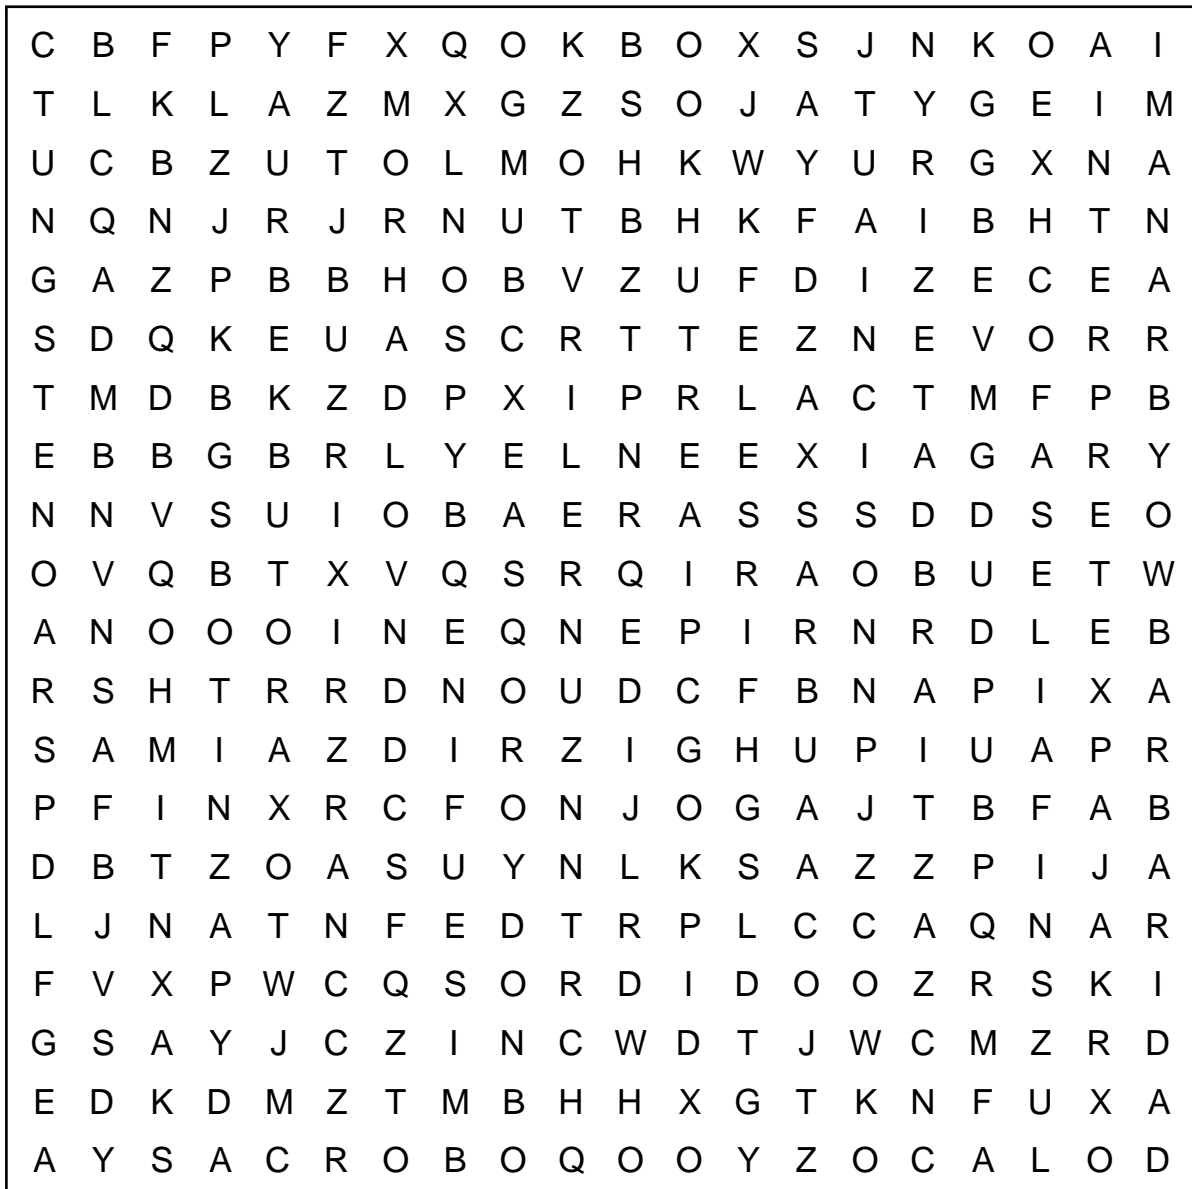 C B F P Y F X Q O K B O X S J N K O A I
T L K L A Z M X G Z S O J A T Y G E I M
U C B Z U T O L M O H K W Y U R G X N A
N Q N J R J R N U T B H K F A I B H T N
G A Z P B B H O B V Z U F D I Z E C E A
S D Q K E U A S C R T T E Z N E V O R R
T M D B K Z D P X I P R L A C T M F P B
E B B G B R L Y E L N E E X I A G A R Y
N N V S U I O B A E R A S S S D D S E O
O V Q B T X V Q S R Q I R A O B U E T W
A N O O O I N E Q N E P I R N R D L E B
R S H T R R D N O U D C F B N A P I X A
S A M I A Z D I R Z I G H U P I U A P R
P F I N X R C F O N J O G A J T B F A B
D B T Z O A S U Y N L K S A Z Z P I J A
L J N A T N F E D T R P L C C A Q N A R
F V X P W C Q S O R D I D O O Z R S K I
G S A Y J C Z I N C W D T J W C M Z R D
E D K D M Z T M B H H X G T K N F U X A
A Y S A C R O B O Q O O Y Z O C A L O D